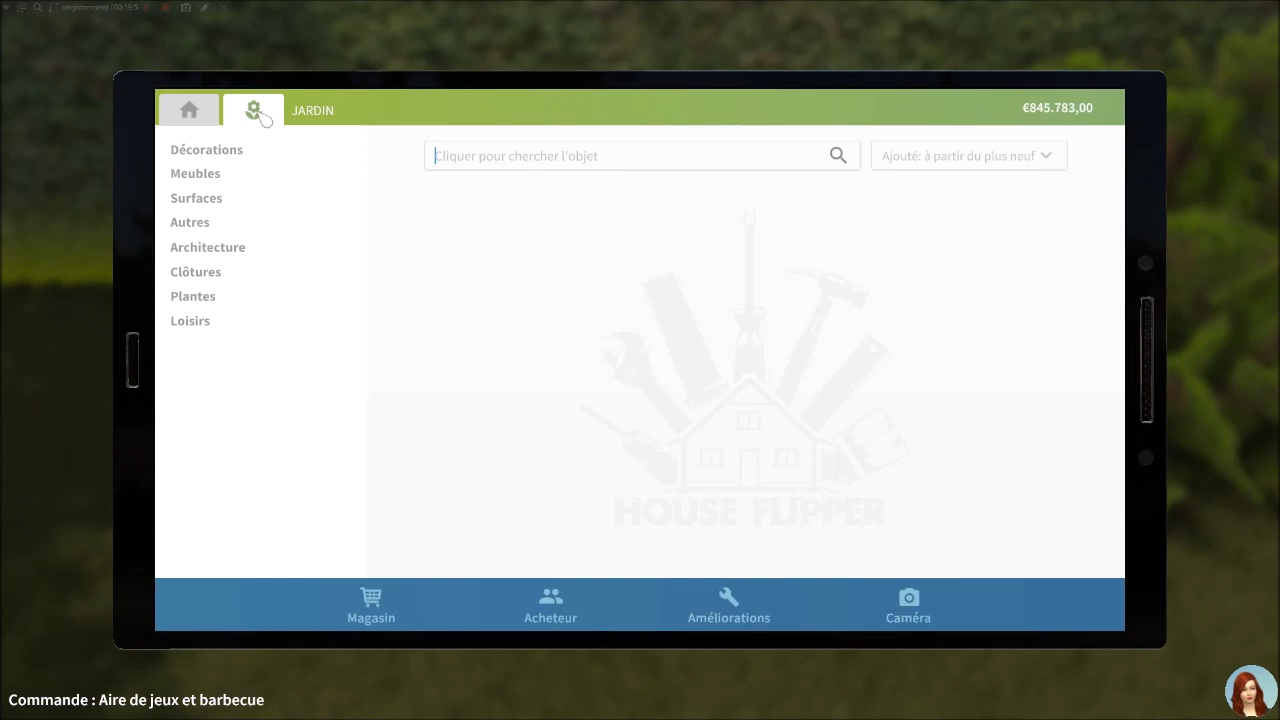 JARDIN
€845.783,00
Cliquer pour chercher l'objet
Ajouté: à partir du plus neuf
Décorations
Meubles
Surfaces
Autres
Architecture
Clôtures
Plantes
Loisirs
HOUSE FLIPPER
Magasin
Acheteur
Améliorations
Caméra
Commande : Aire de jeux et barbecue